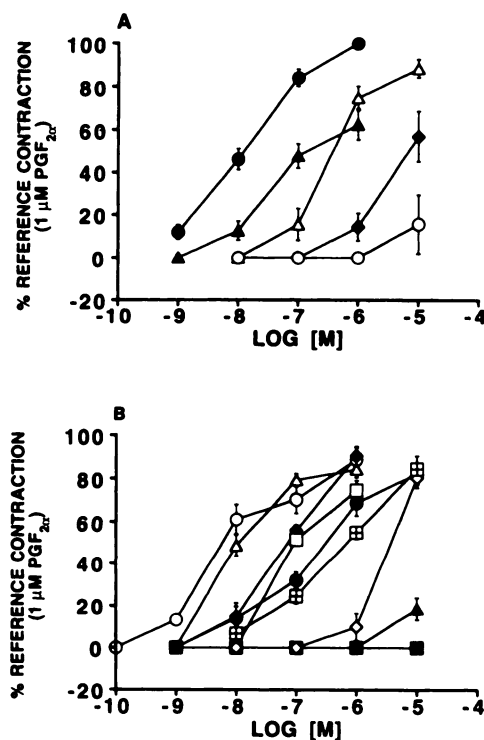 A
% REFERENCE CONTRACTION
(1 µM PGF2α)
100
80
60
40
20
0
-20
-10 -9 -8 -7 -6 -5 -4
LOG [M]
B
% REFERENCE CONTRACTION
(1 µM PGF2α)
100
80
60
40
20
0
-20
-10 -9 -8 -7 -6 -5 -4
LOG [M]